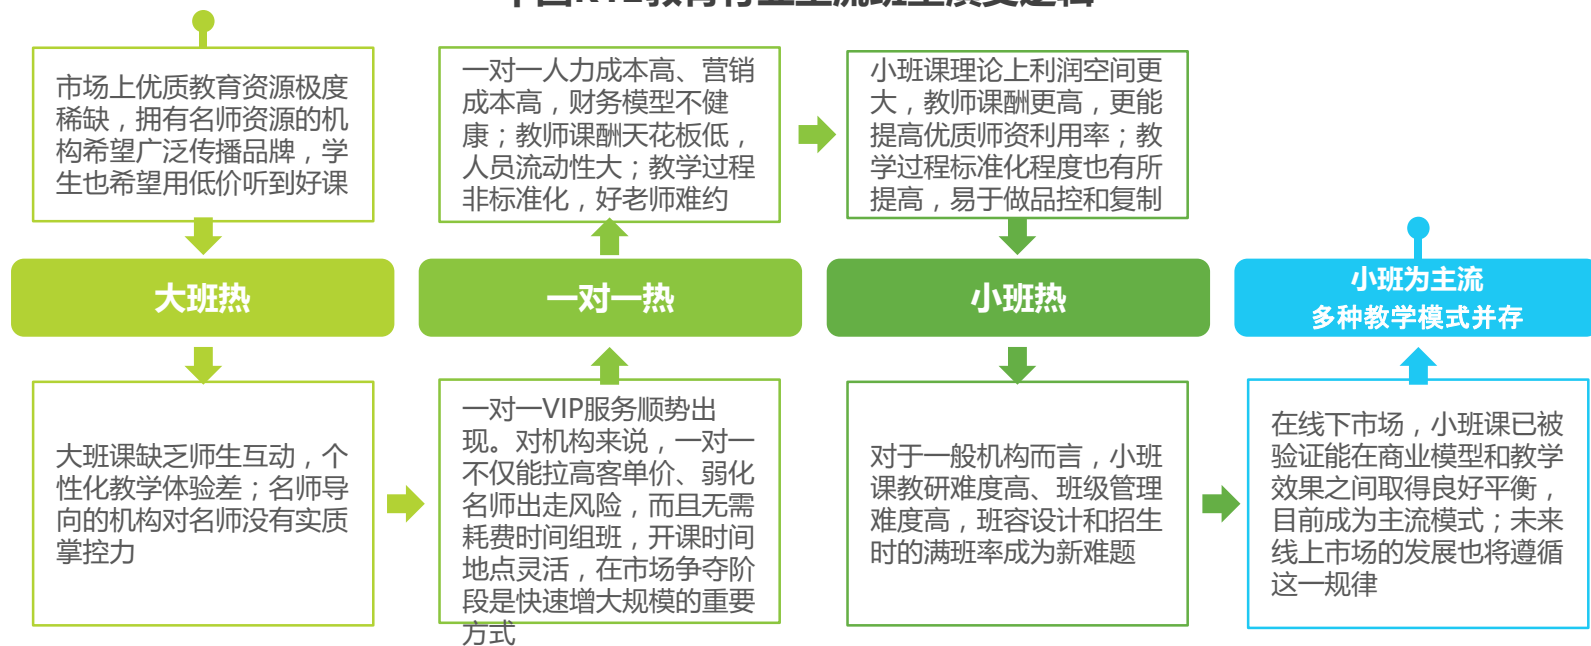 中国K12教育行业主流班型演变逻辑
市场上优质教育资源极度
稀缺，拥有名师资源的机
构希望广泛传播品牌，学
生也希望用低价听到好课
大班热
大班课缺乏师生互动，个
性化教学体验差；名师导
向的机构对名师没有实质
掌控力
一对一VIP服务顺势出
现。对机构来说，一对一
不仅能拉高客单价、弱化
名师出走风险，而且无需
耗费时间组班，开课时间
地点灵活，在市场争夺阶
段是快速增大规模的重要
方式
一对一热
一对一人力成本高、营销
成本高，财务模型不健
康；教师课酬天花板低，
人员流动性大；教学过程
非标准化，好老师难约
小班课理论上利润空间更
大，教师课酬更高，更能
提高优质师资利用率；教
学过程标准化程度也有所
提高，易于做品控和复制
小班热
对于一般机构而言，小班
课教研难度高、班级管理
难度高，班容设计和招生
时的满班率成为新难题
在线下市场，小班课已被
验证能在商业模型和教学
效果之间取得良好平衡，
目前成为主流模式；未来
线上市场的发展也将遵循
这一规律
小班为主流
多种教学模式并存